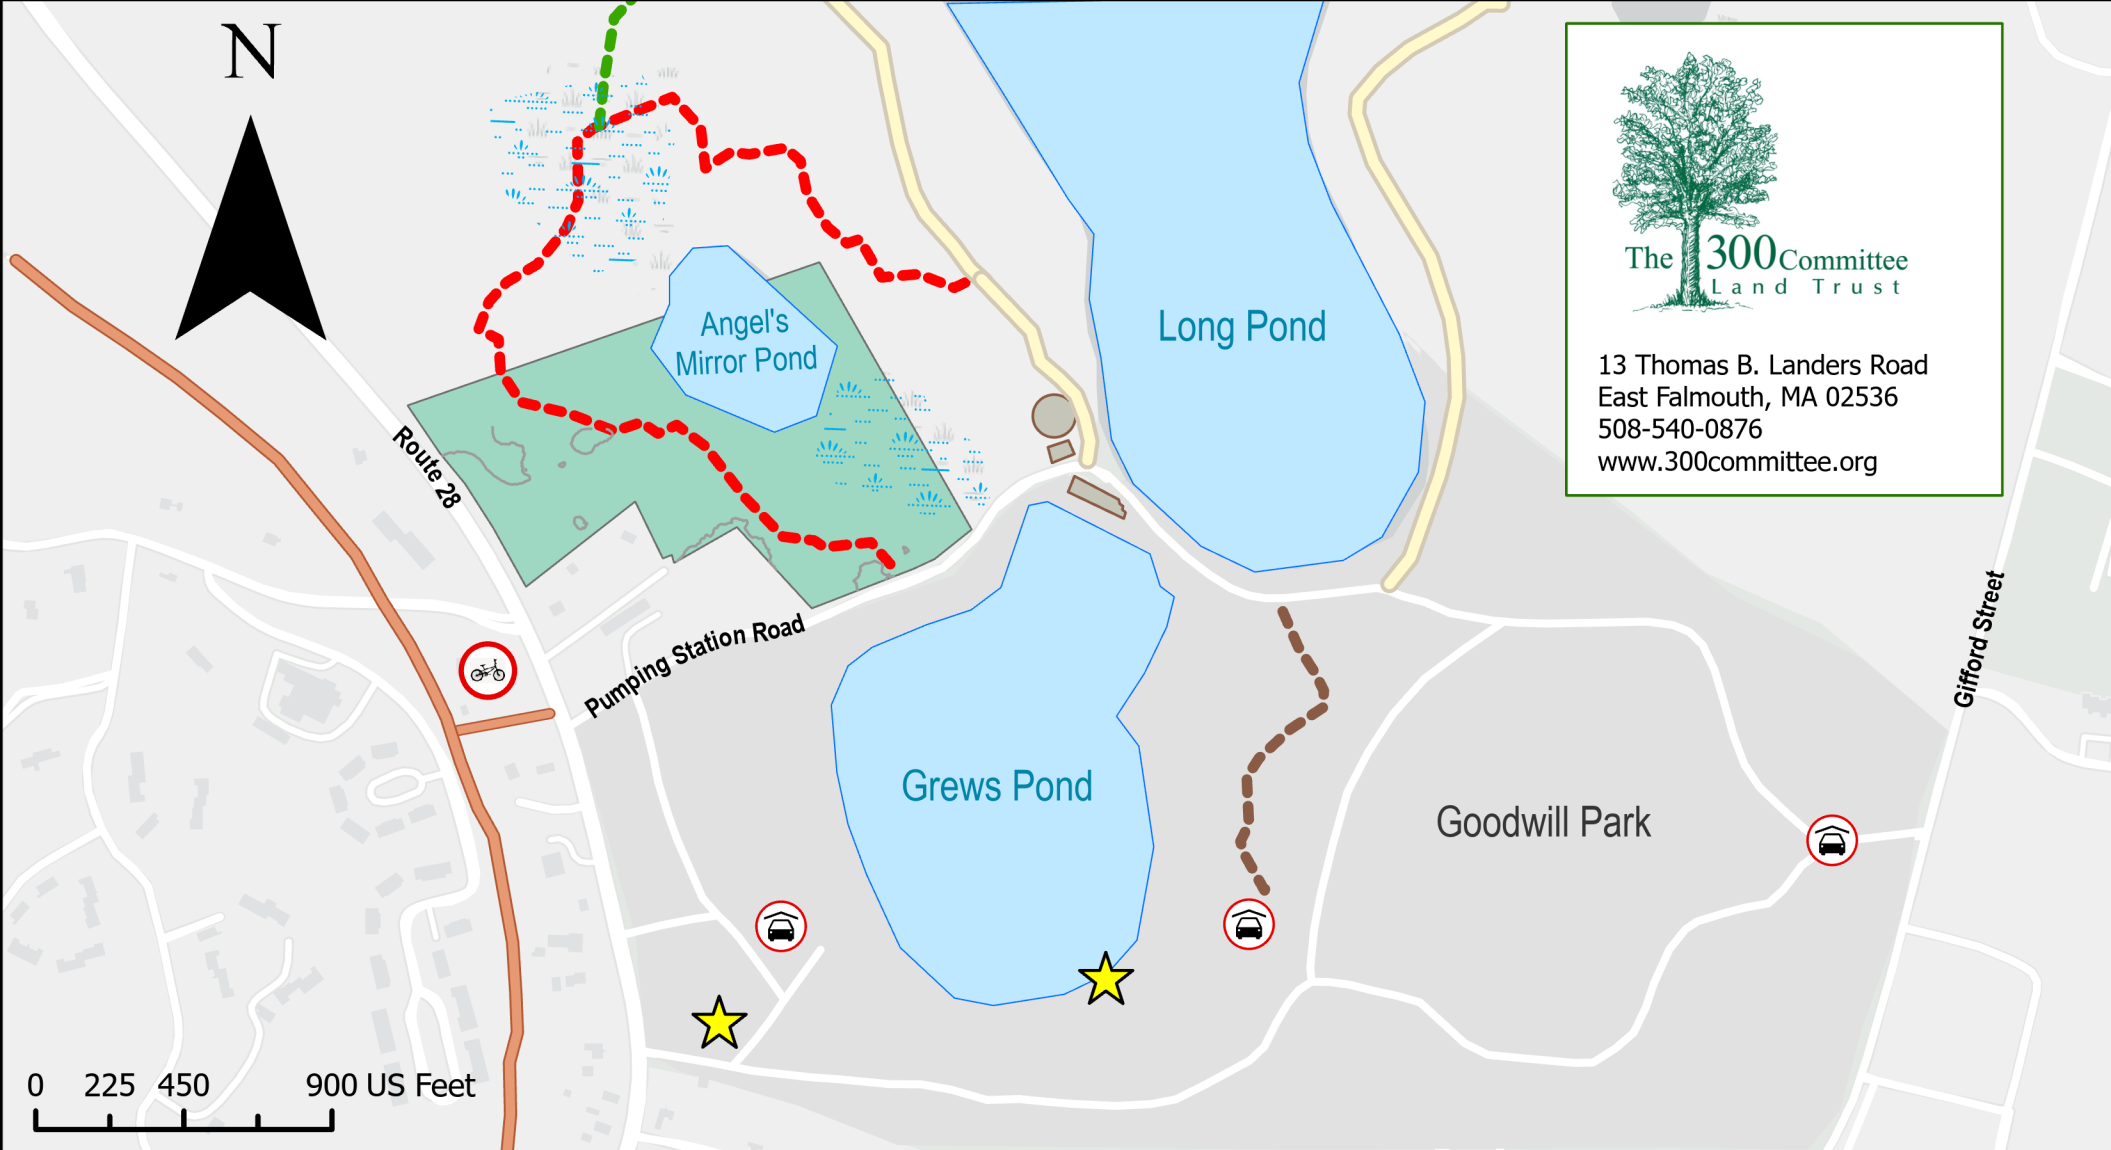 N
The 300 Committee
Land Trust
13 Thomas B. Landers Road
East Falmouth, MA 02536
508-540-0876
www.300committee.org
Angel's
Mirror Pond
Long Pond
Route 28
Pumping Station Road
Gifford Street
Grews Pond
Goodwill Park
0 225 450 900 US Feet